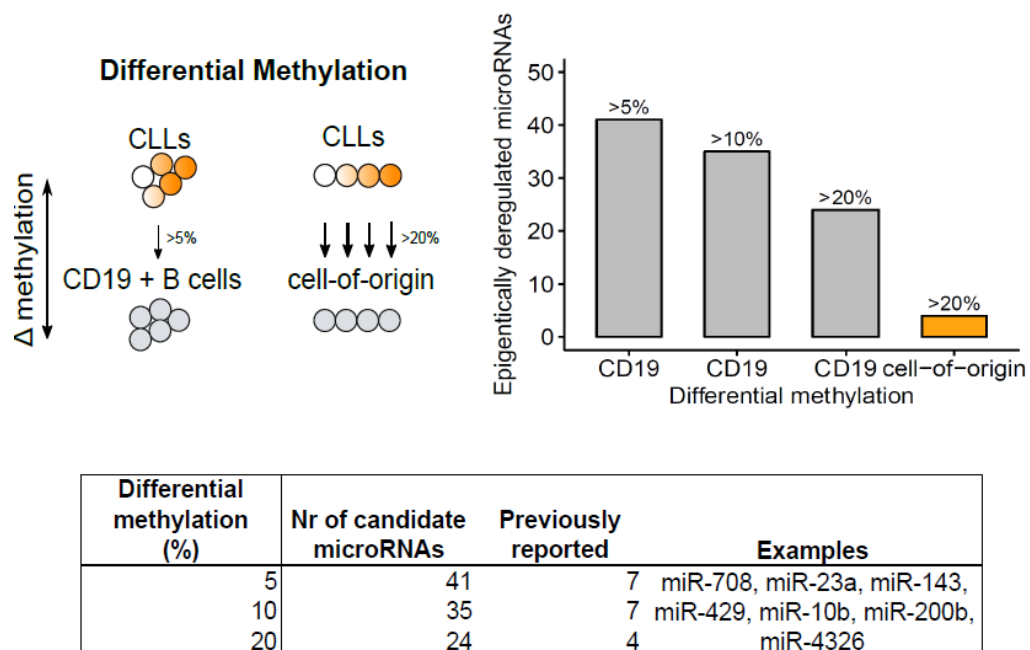 Differential Methylation
CLLs
CLLs
Δ methylation
>5%
>20%
CD19 + B cells
cell-of-origin
Epigentically deregulated microRNAs
50
40
30
20
10
0
>5%
>10%
>20%
>20%
CD19
CD19
CD19
cell-of-origin
Differential methylation
Differential methylation (%)
Nr of candidate microRNAs
Previously reported
Examples
5 41 7 miR-708, miR-23a, miR-143,
10 35 7 miR-429, miR-10b, miR-200b,
20 24 4 miR-4326